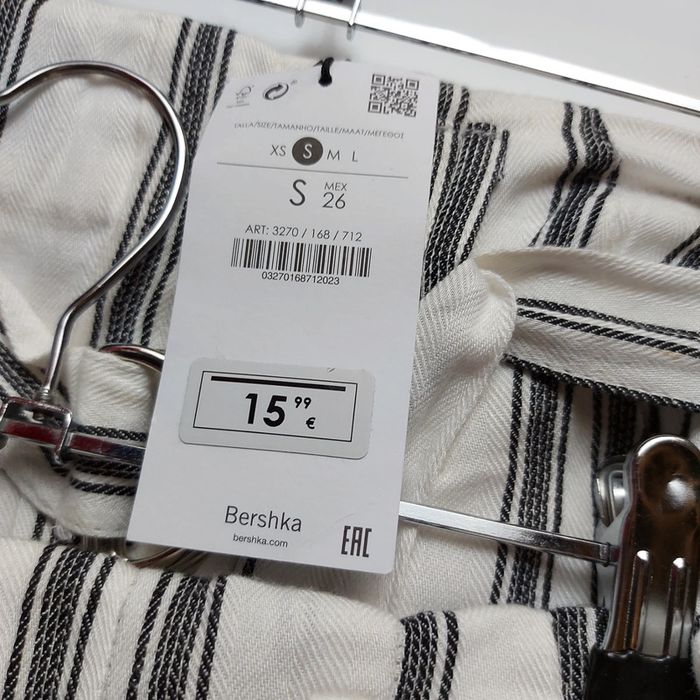 TALLA/SIZE/TAMANHO/TAILLE/MAAT/ΜΕΓΕΘΟΣ
XS S M L
S MEX 26
ART: 3270 / 168 / 712
03270168712023
15 99 €
Bershka
bershka.com
EAC